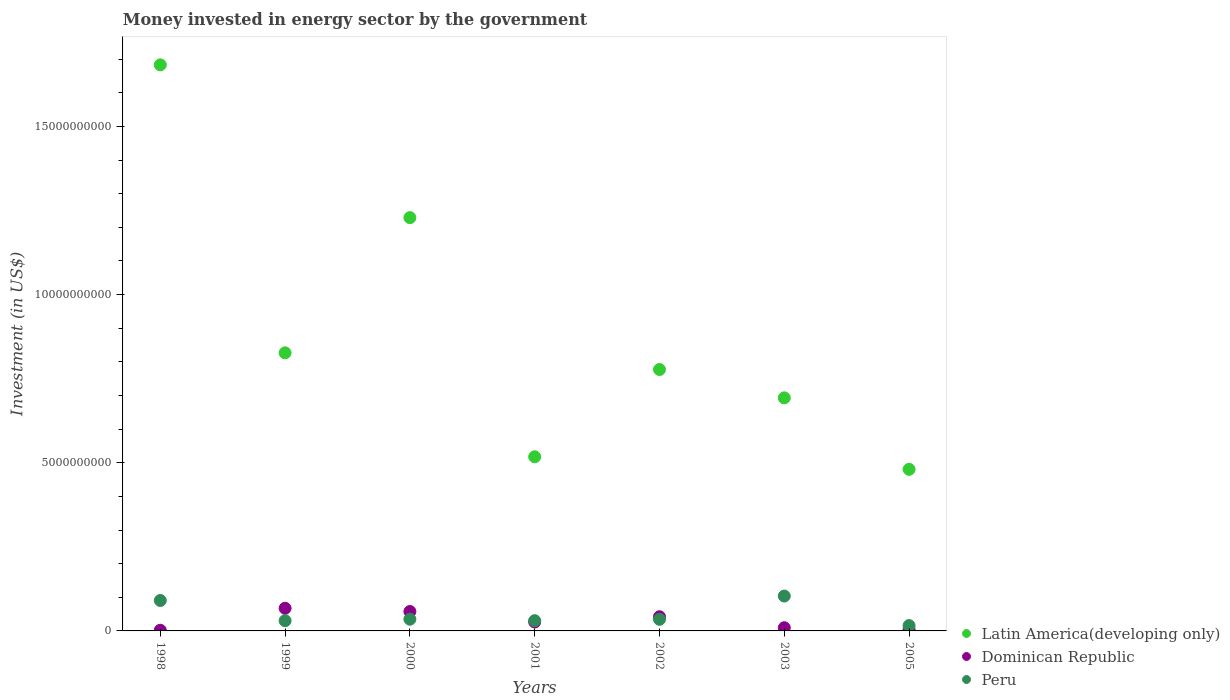 Money invested in energy sector by the government
Investment (in US$)
15000000000
10000000000
5000000000
0
1998
1999
2000
2001
2002
2003
2005
Years
Latin America(developing only)
Dominican Republic
Peru